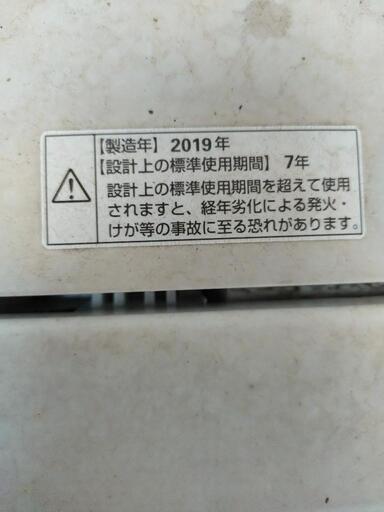 【製造年】2019年
【設計上の標準使用期間】7年
設計上の標準使用期間を超えて使用
されますと、経年劣化による発火・
けが等の事故に至る恐れがあります。